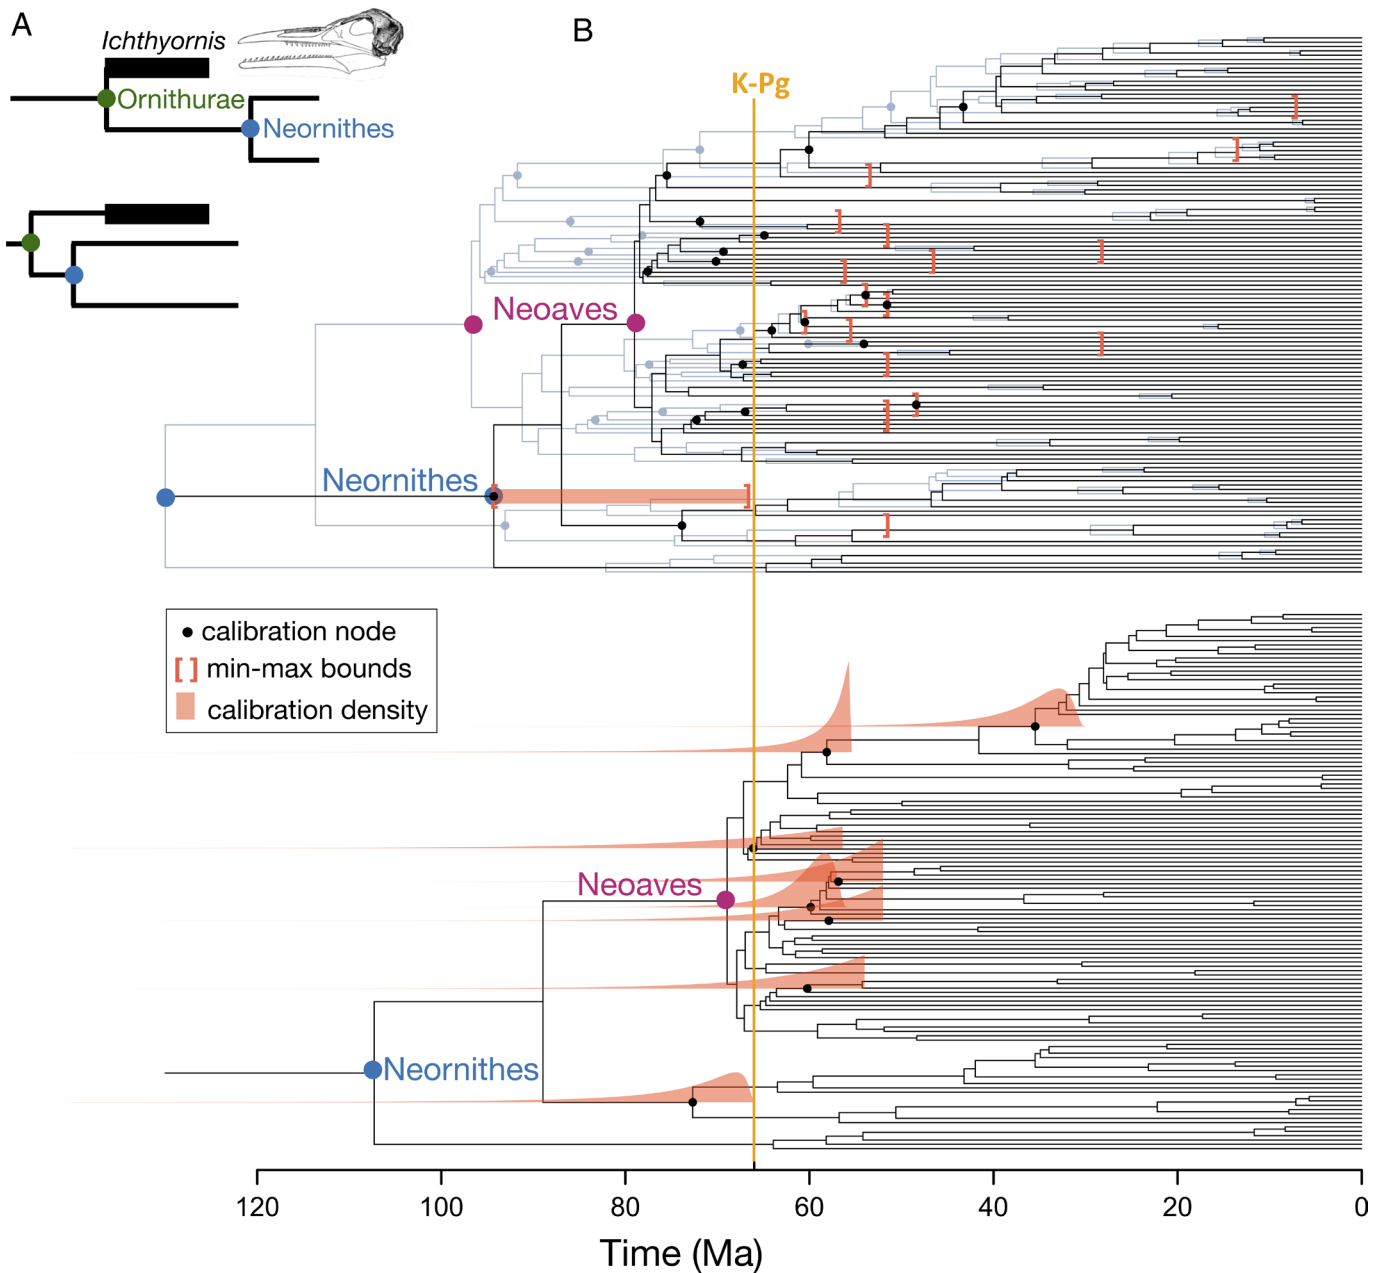 A
B
Ichthyornis
K-Pg
Ornithurae
Neornithes
Neoaves
Neornithes
calibration node
[ ] min-max bounds
calibration density
Neoaves
Neornithes
120 100 80 60 40 20 0
Time (Ma)